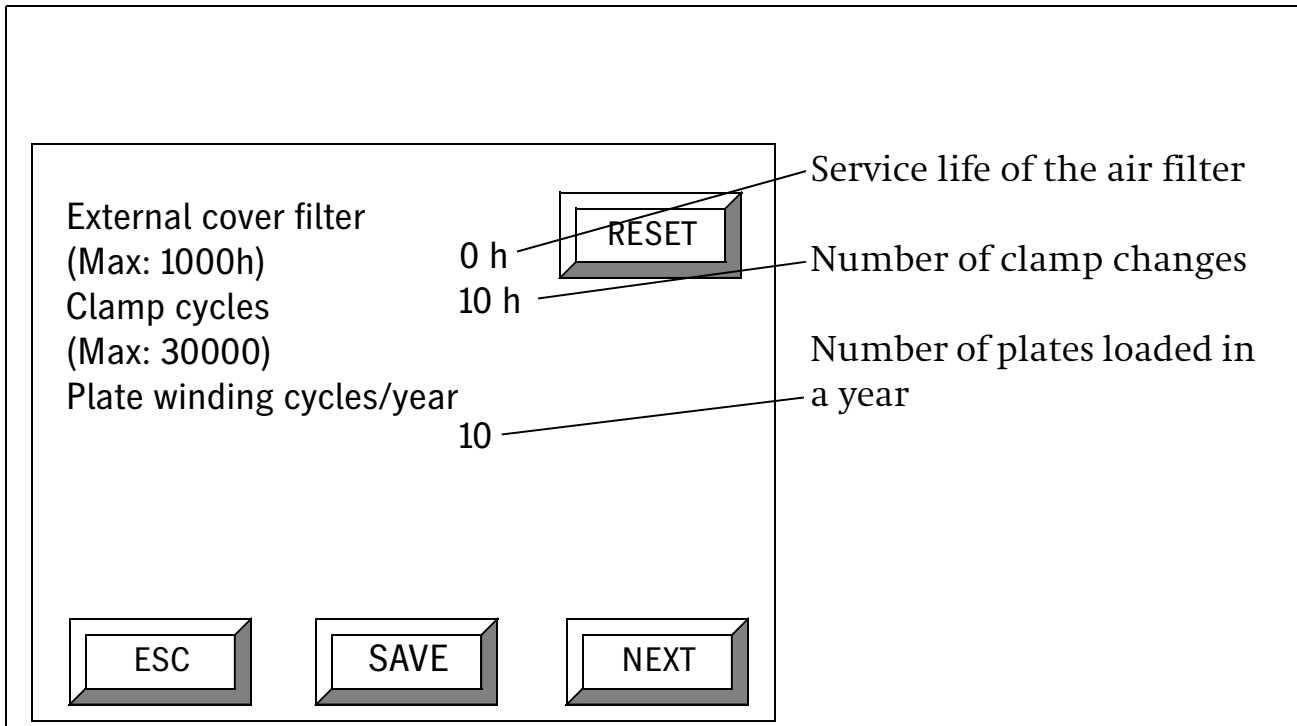 External cover filter
(Max: 1000h) 0 h
RESET
Clamp cycles 10 h
(Max: 30000)
Plate winding cycles/year
10
ESC SAVE NEXT
Service life of the air filter
Number of clamp changes
Number of plates loaded in
a year